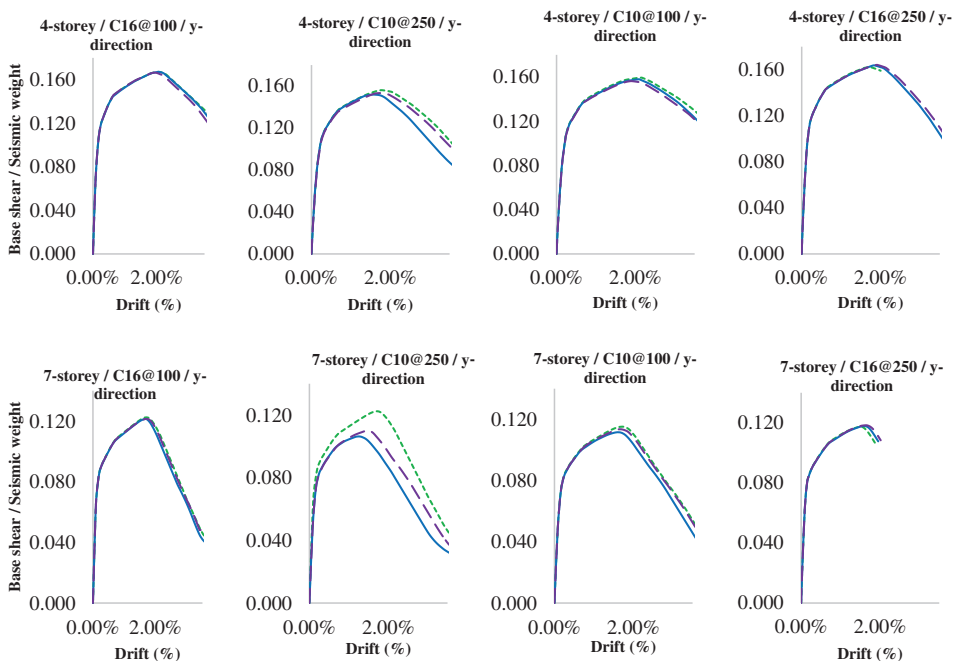 4-storey / C16@100 / y-
direction
Base shear / Seismic weight
0.160
0.120
0.080
0.040
0.000
0.00% 2.00%
Drift (%)
4-storey / C10@250 / y-
direction
0.160
0.120
0.080
0.040
0.000
0.00% 2.00%
Drift (%)
4-storey / C10@100 / y-
direction
0.160
0.120
0.080
0.040
0.000
0.00% 2.00%
Drift (%)
4-storey / C16@250 / y-
direction
0.160
0.120
0.080
0.040
0.000
0.00% 2.00%
Drift (%)
7-storey / C16@100 / y-
direction
Base shear / Seismic weight
0.120
0.080
0.040
0.000
0.00% 2.00%
Drift (%)
7-storey / C10@250 / y-
direction
0.120
0.080
0.040
0.000
0.00% 2.00%
Drift (%)
7-storey / C10@100 / y-
direction
0.120
0.080
0.040
0.000
0.00% 2.00%
Drift (%)
7-storey / C16@250 / y-
direction
0.120
0.080
0.040
0.000
0.00% 2.00%
Drift (%)